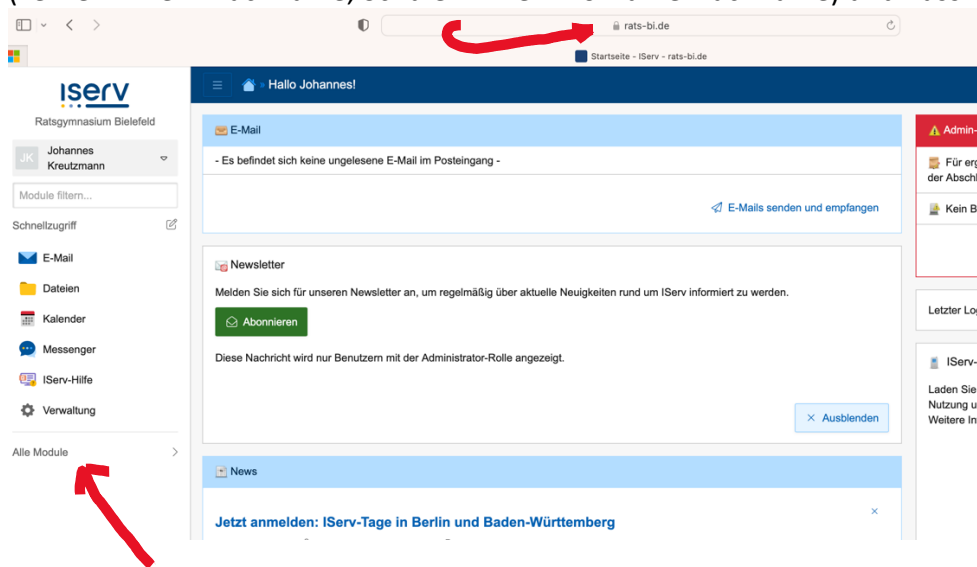 rats-bi.de
Startseite - IServ - rats-bi.de
IServ
Ratsgymnasium Bielefeld
JK
Johannes
Kreutzmann
Module filtern...
Schnellzugriff
E-Mail
Dateien
Kalender
Messenger
IServ-Hilfe
Verwaltung
Alle Module
» Hallo Johannes!
E-Mail
- Es befindet sich keine ungelesene E-Mail im Posteingang -
E-Mails senden und empfangen
Newsletter
Melden Sie sich für unseren Newsletter an, um regelmäßig über aktuelle Neuigkeiten rund um IServ informiert zu werden.
Abonnieren
Diese Nachricht wird nur Benutzern mit der Administrator-Rolle angezeigt.
× Ausblenden
News
Jetzt anmelden: IServ-Tage in Berlin und Baden-Württemberg
×
Admin-
Für erg
der Abschl
Kein B
Letzter Lo
IServ-
Laden Sie
Nutzung u
Weitere In